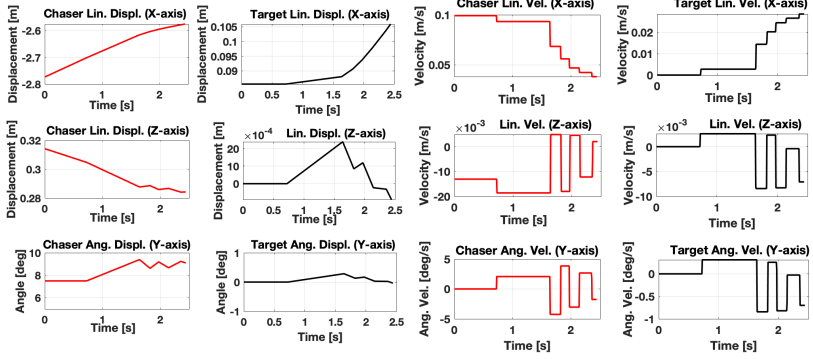 Chaser Lin. Displ. (X-axis)
Displacement [m]
-2.6
-2.7
-2.8
0 1 2
Time [s]
Target Lin. Displ. (X-axis)
Displacement [m]
0.105
0.1
0.095
0.09
0 0.5 1 1.5 2 2.5
Time [s]
Chaser Lin. Vel. (X-axis)
Velocity [m/s]
0.1
0.05
0 1 2
Time [s]
Target Lin. Vel. (X-axis)
Velocity [m/s]
0.02
0.01
0
0 1 2
Time [s]
Chaser Lin. Displ. (Z-axis)
Displacement [m]
0.32
0.3
0.28
0 1 2
Time [s]
×10-4 Lin. Displ. (Z-axis)
Displacement [m]
20
10
0
0 0.5 1 1.5 2 2.5
Time [s]
×10-3 Lin. Vel. (Z-axis)
Velocity [m/s]
5
0
-10
-20
0 1 2
Time [s]
×10-3 Lin. Vel. (Z-axis)
Velocity [m/s]
0
-5
-10
0 1 2
Time [s]
Chaser Ang. Displ. (Y-axis)
Angle [deg]
10
8
6
0 1 2
Time [s]
Target Ang. Displ. (Y-axis)
Angle [deg]
1
0
-1
0 0.5 1 1.5 2 2.5
Time [s]
Chaser Ang. Vel. (Y-axis)
Ang. Vel. [deg/s]
5
0
-5
0 1 2
Time [s]
Target Ang. Vel. (Y-axis)
Ang. Vel. [deg/s]
0
-0.5
-1
0 1 2
Time [s]